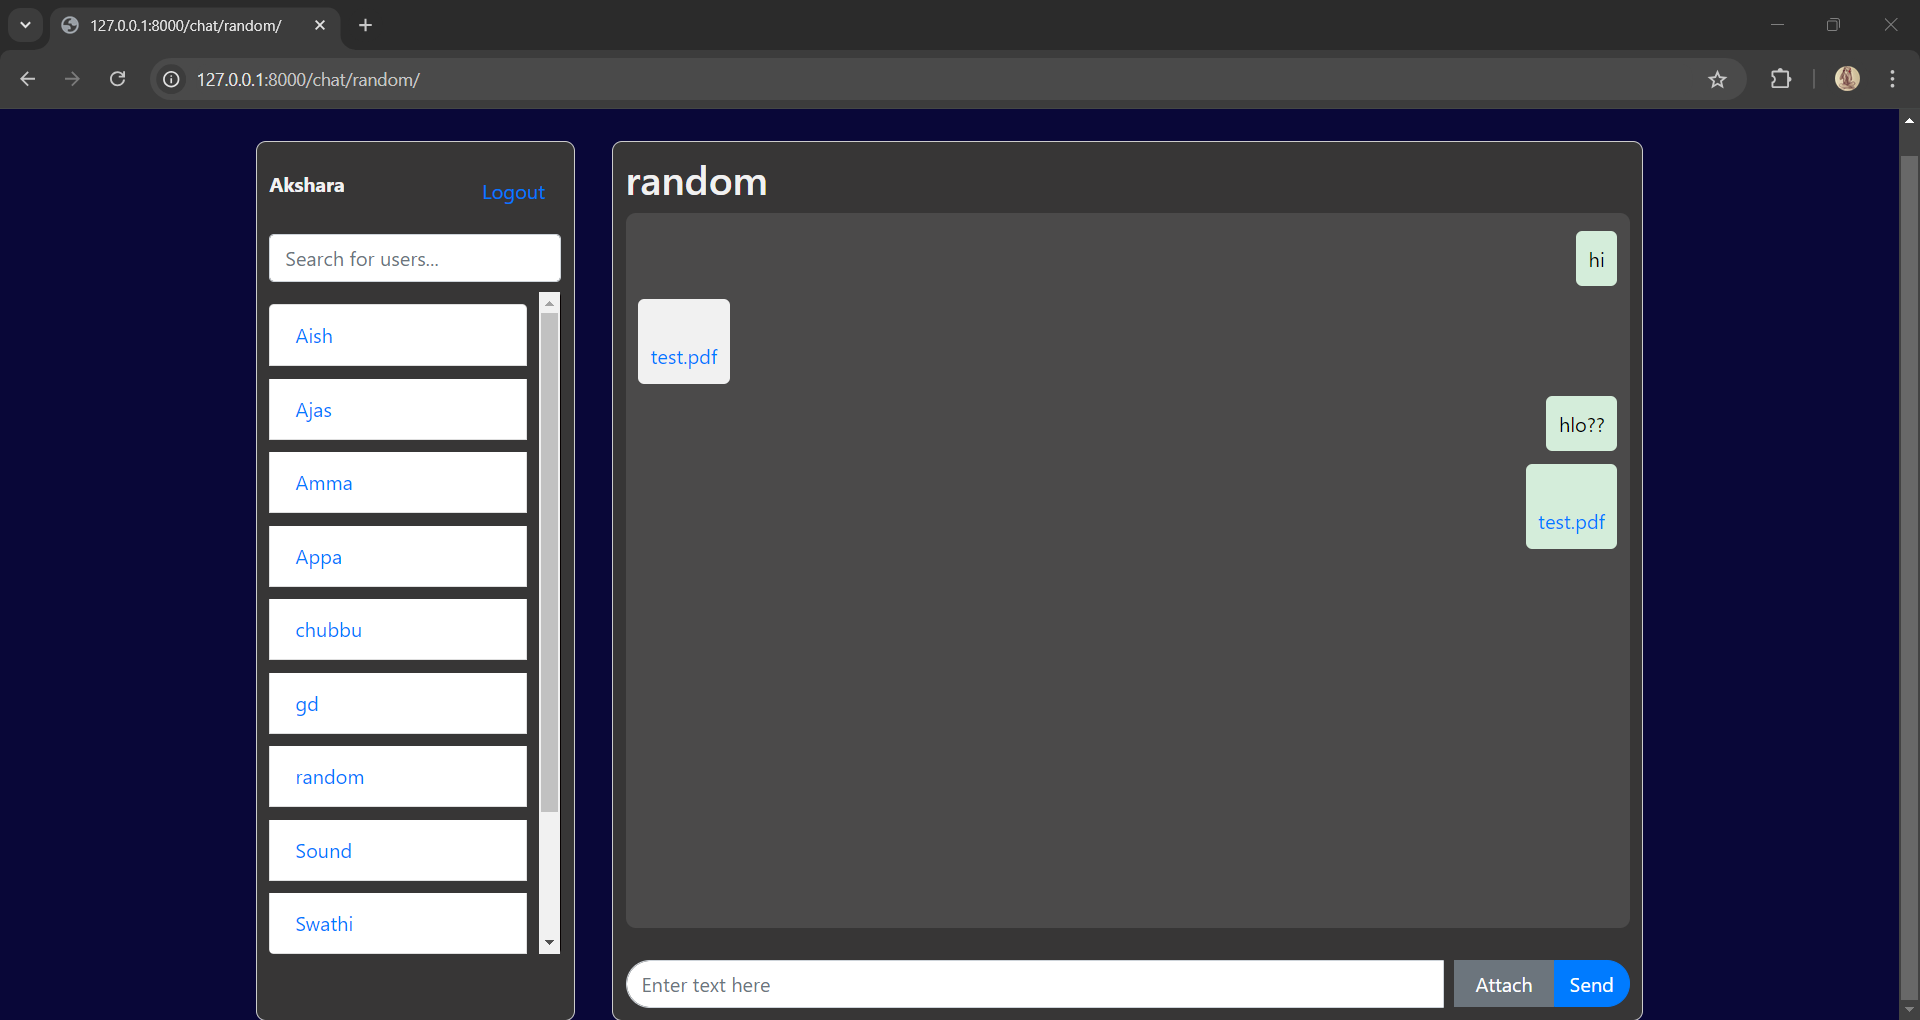 127.0.0.1:8000/chat/random/
127.0.0.1:8000/chat/random/
Akshara
Logout
Search for users...
Aish
Ajas
Amma
Appa
chubbu
gd
random
Sound
Swathi
random
hi
test.pdf
hlo??
test.pdf
Enter text here
Attach
Send